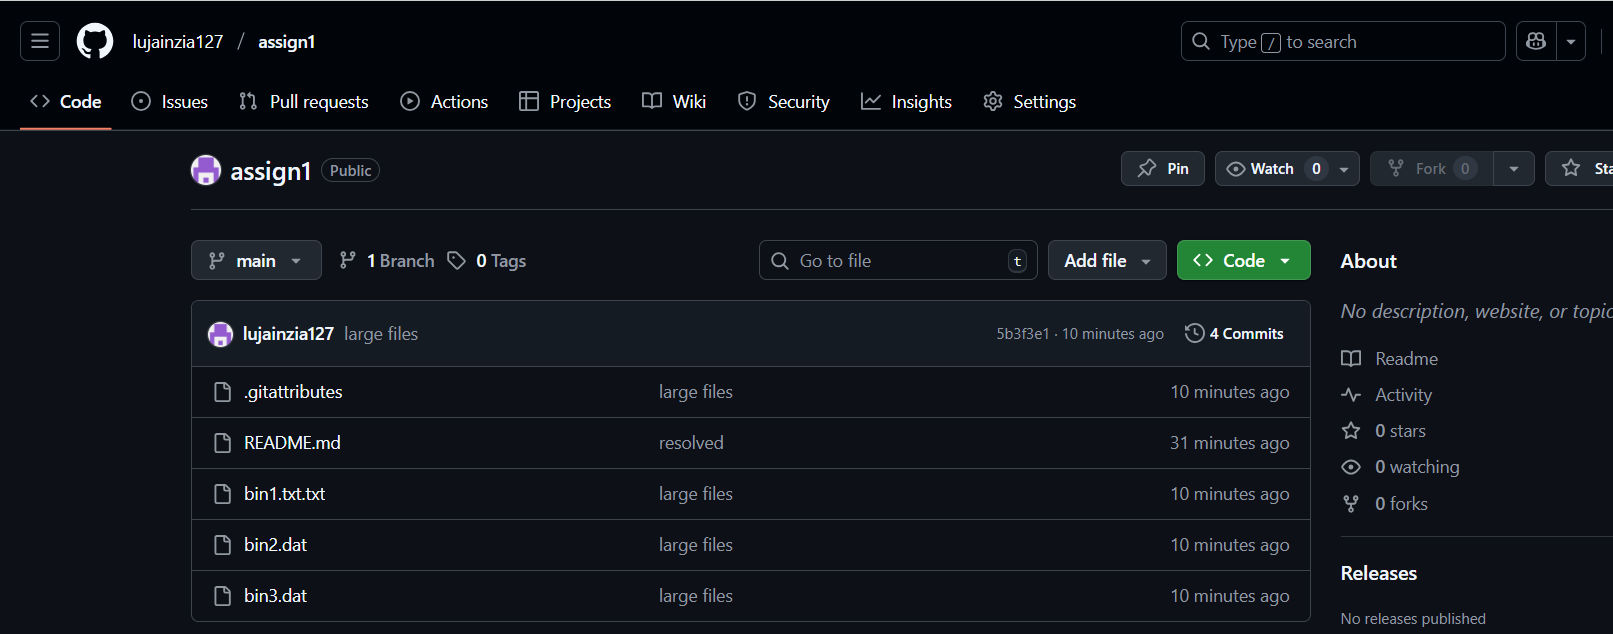 lujainzia127 / assign1
Type / to search
Code Issues Pull requests Actions Projects Wiki Security Insights Settings
assign1 Public
Pin Watch 0 Fork 0 Sta
main 1 Branch 0 Tags Go to file t Add file Code
lujainzia127 large files 5b3f3e1 · 10 minutes ago 4 Commits
.gitattributes large files 10 minutes ago
README.md resolved 31 minutes ago
bin1.txt.txt large files 10 minutes ago
bin2.dat large files 10 minutes ago
bin3.dat large files 10 minutes ago
About
No description, website, or topic
Readme
Activity
0 stars
0 watching
0 forks
Releases
No releases published